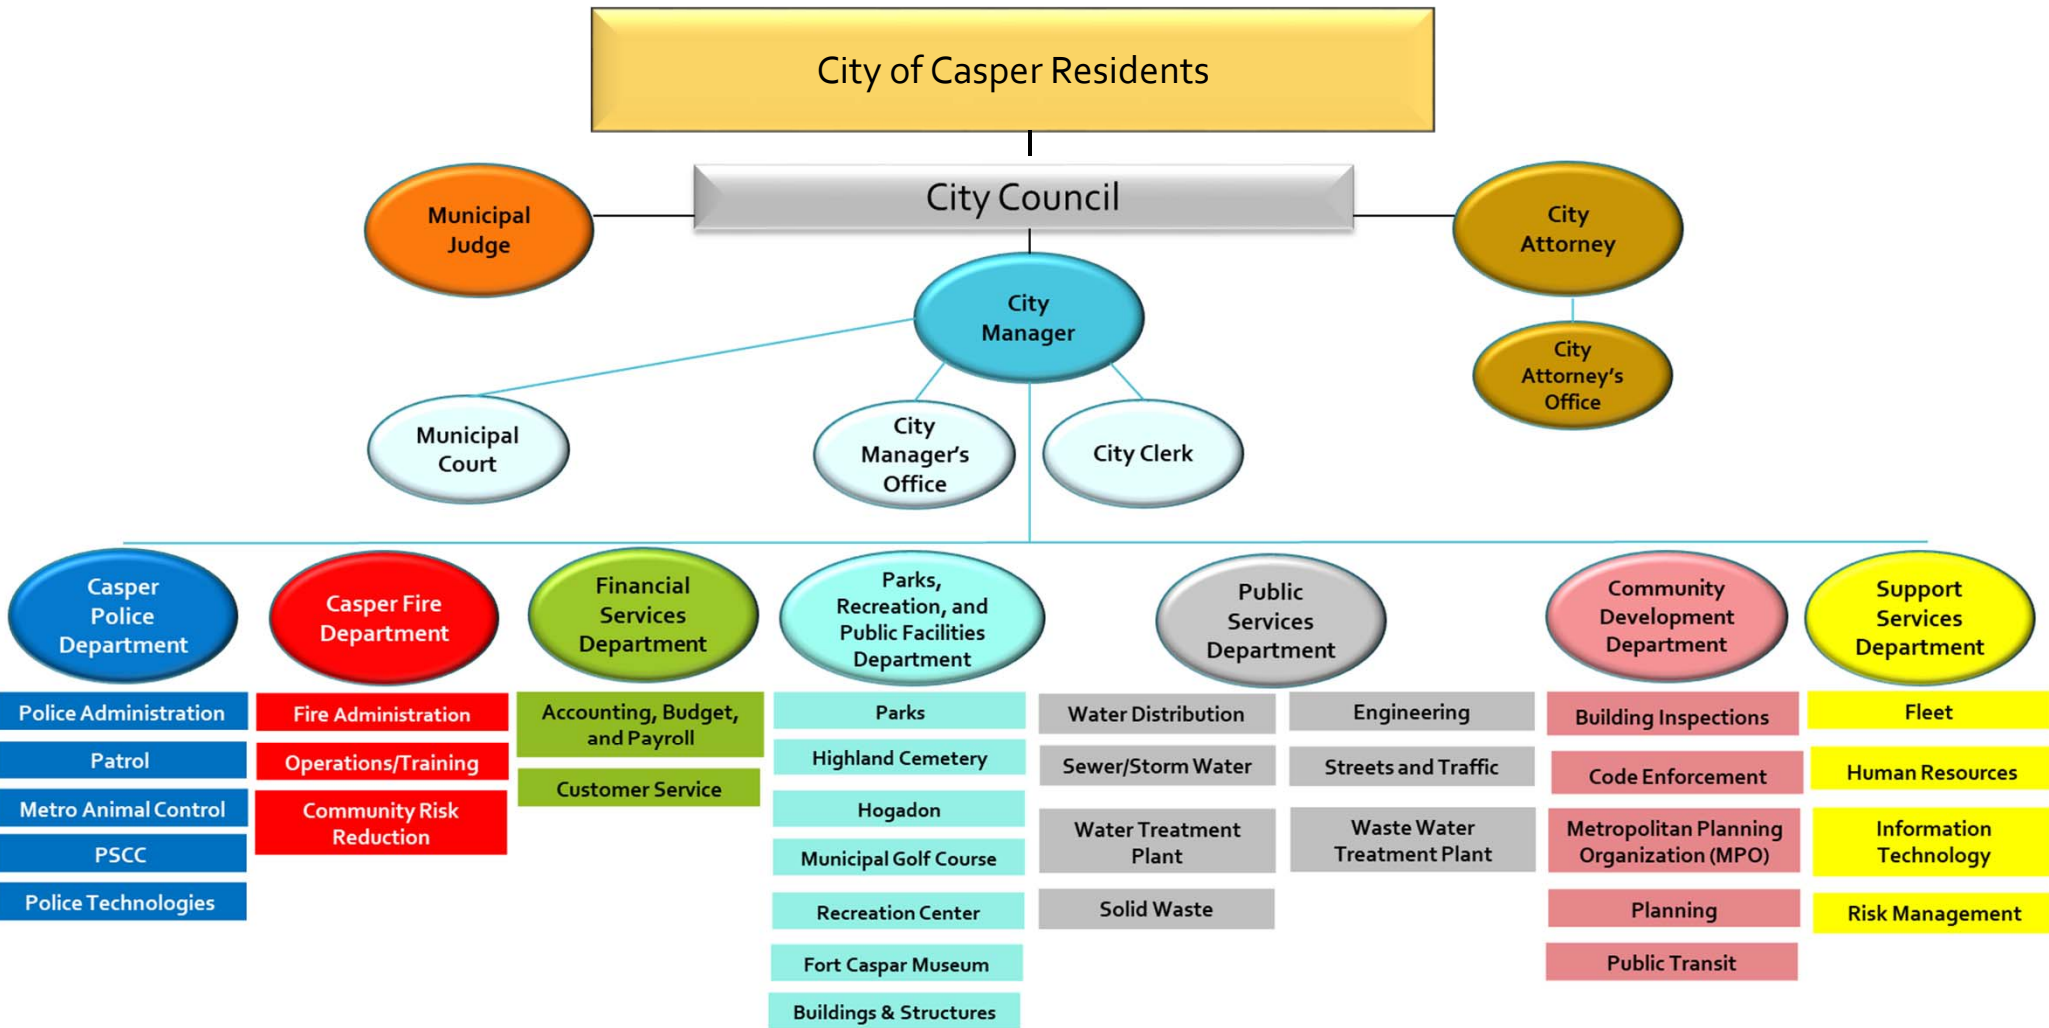 City of Casper Residents
City Council
Municipal
Judge
City
Attorney
City
Manager
City
Attorney's
Office
Municipal
Court
City
Manager's
Office
City Clerk
Casper
Police
Department
Casper Fire
Department
Financial
Services
Department
Parks,
Recreation, and
Public Facilities
Department
Public
Services
Department
Community
Development
Department
Support
Services
Department
Police Administration
Patrol
Metro Animal Control
PSCC
Police Technologies
Fire Administration
Operations/Training
Community Risk
Reduction
Accounting, Budget,
and Payroll
Customer Service
Parks
Highland Cemetery
Hogadon
Municipal Golf Course
Recreation Center
Fort Caspar Museum
Buildings & Structures
Water Distribution
Sewer/Storm Water
Water Treatment
Plant
Solid Waste
Engineering
Streets and Traffic
Waste Water
Treatment Plant
Building Inspections
Code Enforcement
Metropolitan Planning
Organization (MPO)
Planning
Public Transit
Fleet
Human Resources
Information
Technology
Risk Management